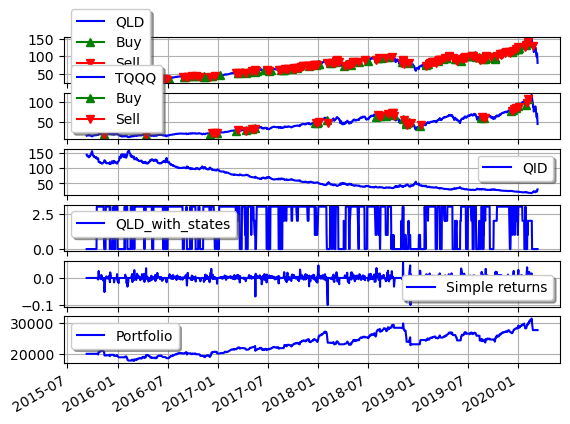 QLD
Buy
Sell
150
100
50
TQQQ
Buy
Sell
100
50
150
100
50
QID
2.5
0.0
QLD_with_states
0.0
−0.1
Simple returns
30000
20000
Portfolio
2015-07
2016-01
2016-07
2017-01
2017-07
2018-01
2018-07
2019-01
2019-07
2020-01